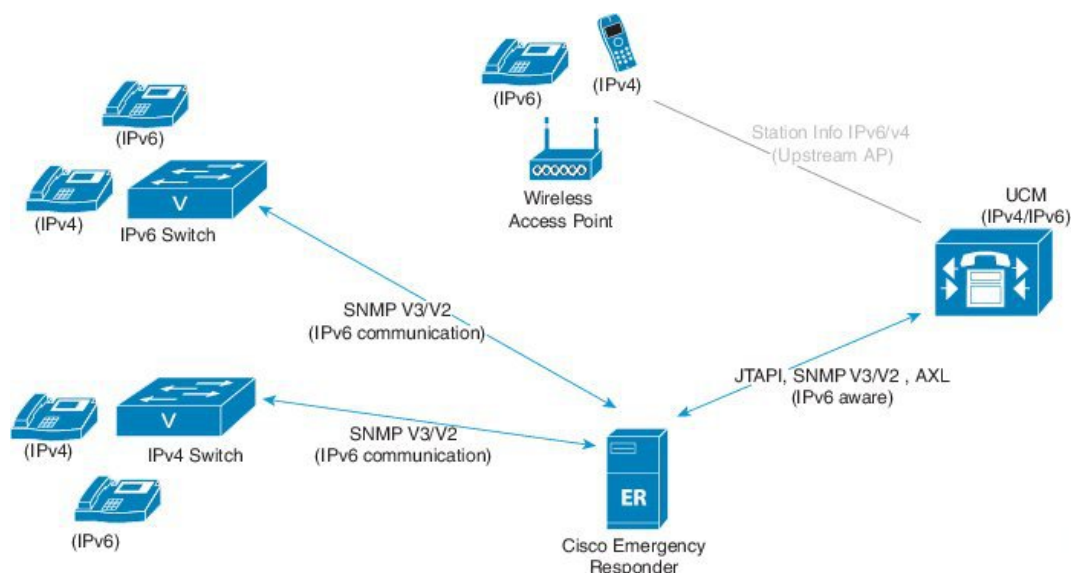 (IPv6)
(IPv4)
Station Info IPv6/v4
(Upstream AP)
Wireless
Access Point
UCM
(IPv4/IPv6)
(IPv6)
(IPv4)
V
IPv6 Switch
SNMP V3/V2
(IPv6 communication)
JTAPI, SNMP V3/V2 , AXL
(IPv6 aware)
(IPv4)
V
IPv4 Switch
SNMP V3/V2
(IPv6 communication)
(IPv6)
ER
Cisco Emergency
Responder